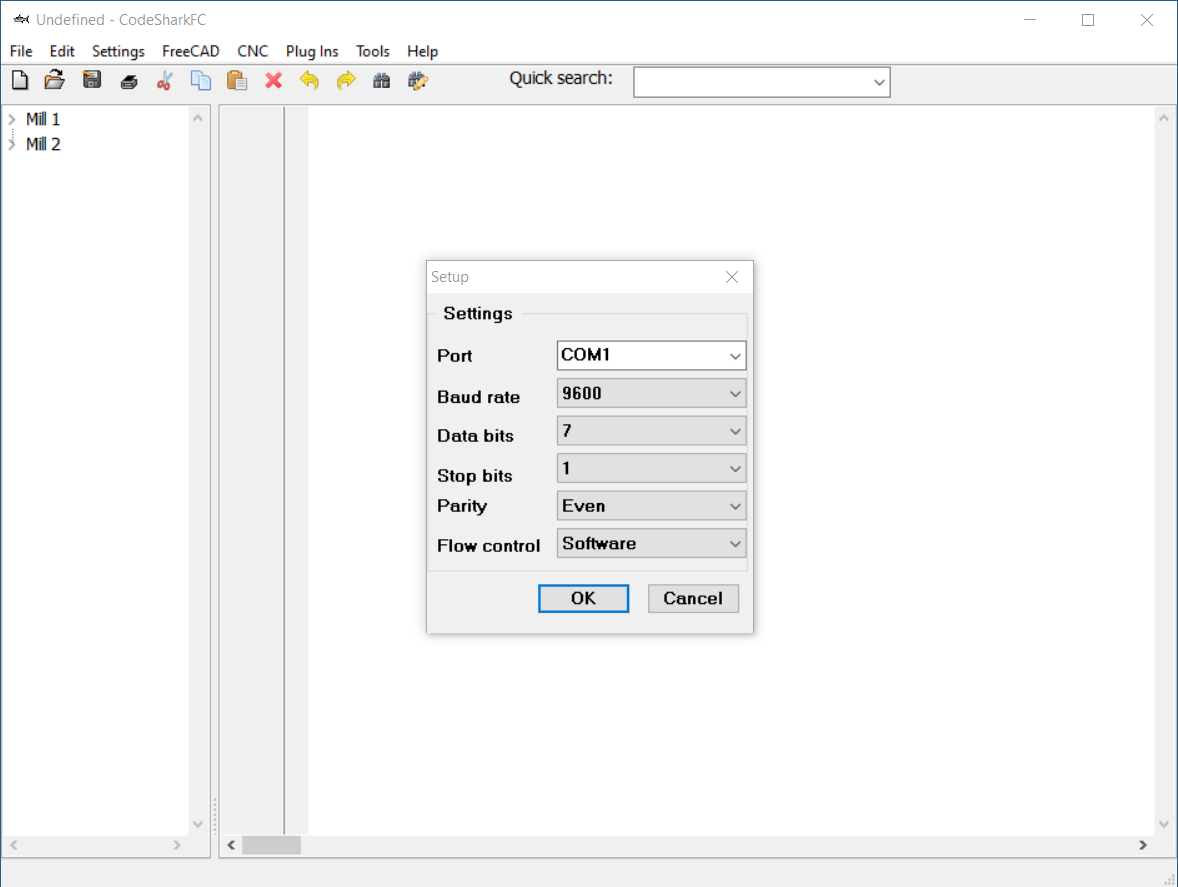 Undefined - CodeSharkFC
File Edit Settings FreeCAD CNC Plug Ins Tools Help
Quick search:
Mill 1
Mill 2
Setup
Settings
Port COM1
Baud rate 9600
Data bits 7
Stop bits 1
Parity Even
Flow control Software
OK Cancel